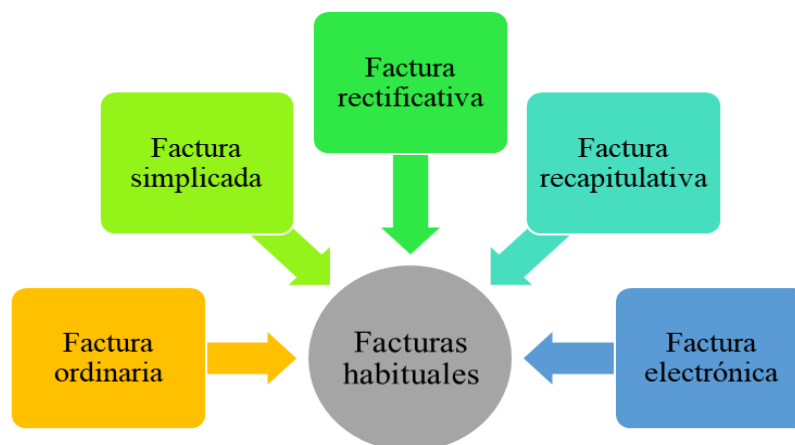 Factura
rectificativa
Factura
simplicada
Factura
recapitulativa
Factura
ordinaria
Facturas
habituales
Factura
electrónica